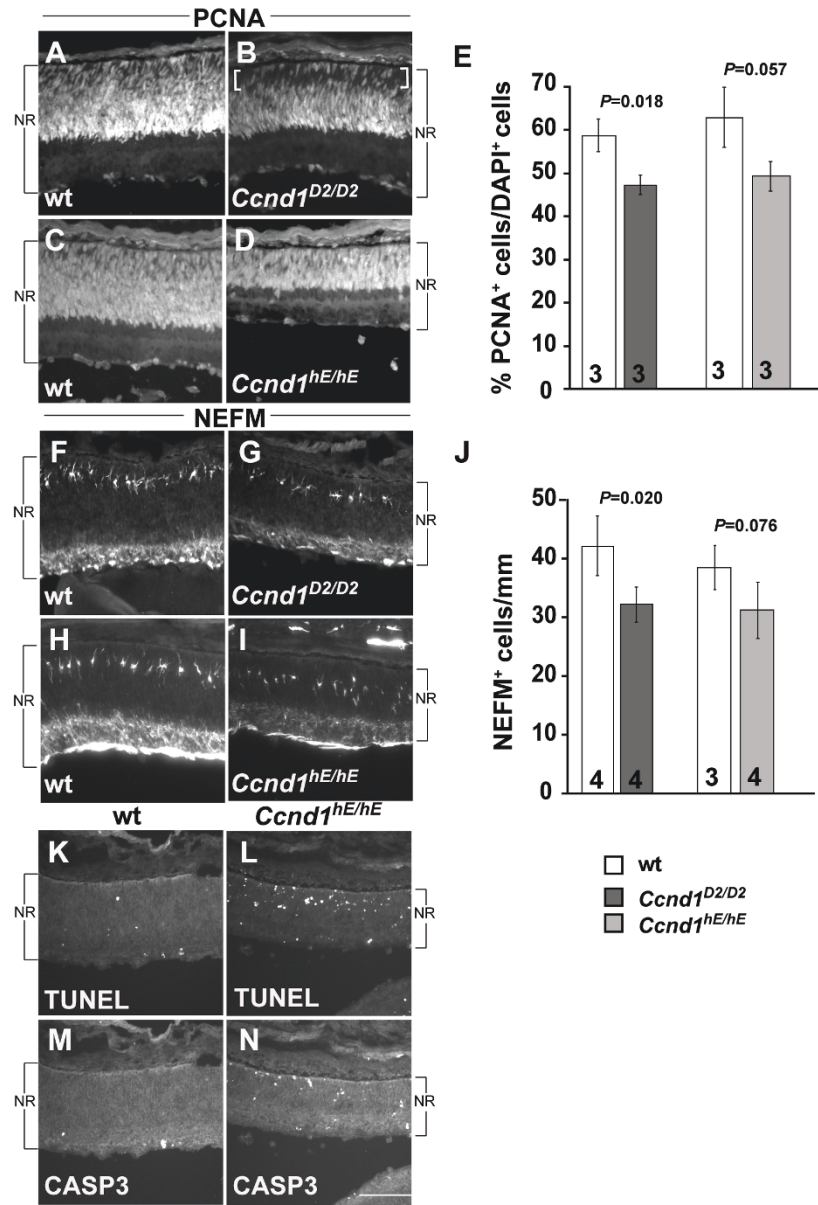 PCNA
A
B
NR
NR
wt
Ccnd1D2/D2
C
D
NR
NR
wt
Ccnd1hE/hE
NEFM
F
G
NR
NR
wt
Ccnd1D2/D2
H
I
NR
NR
wt
Ccnd1hE/hE
wt
Ccnd1hE/hE
K
L
NR
NR
TUNEL
TUNEL
M
N
NR
NR
CASP3
CASP3
E
% PCNA+ cells/DAPI+ cells
70
60
50
40
30
20
10
0
P=0.018
P=0.057
3 3 3 3
J
NEFM+ cells/mm
50
40
30
20
10
0
P=0.020
P=0.076
4 4 3 4
wt
Ccnd1D2/D2
Ccnd1hE/hE